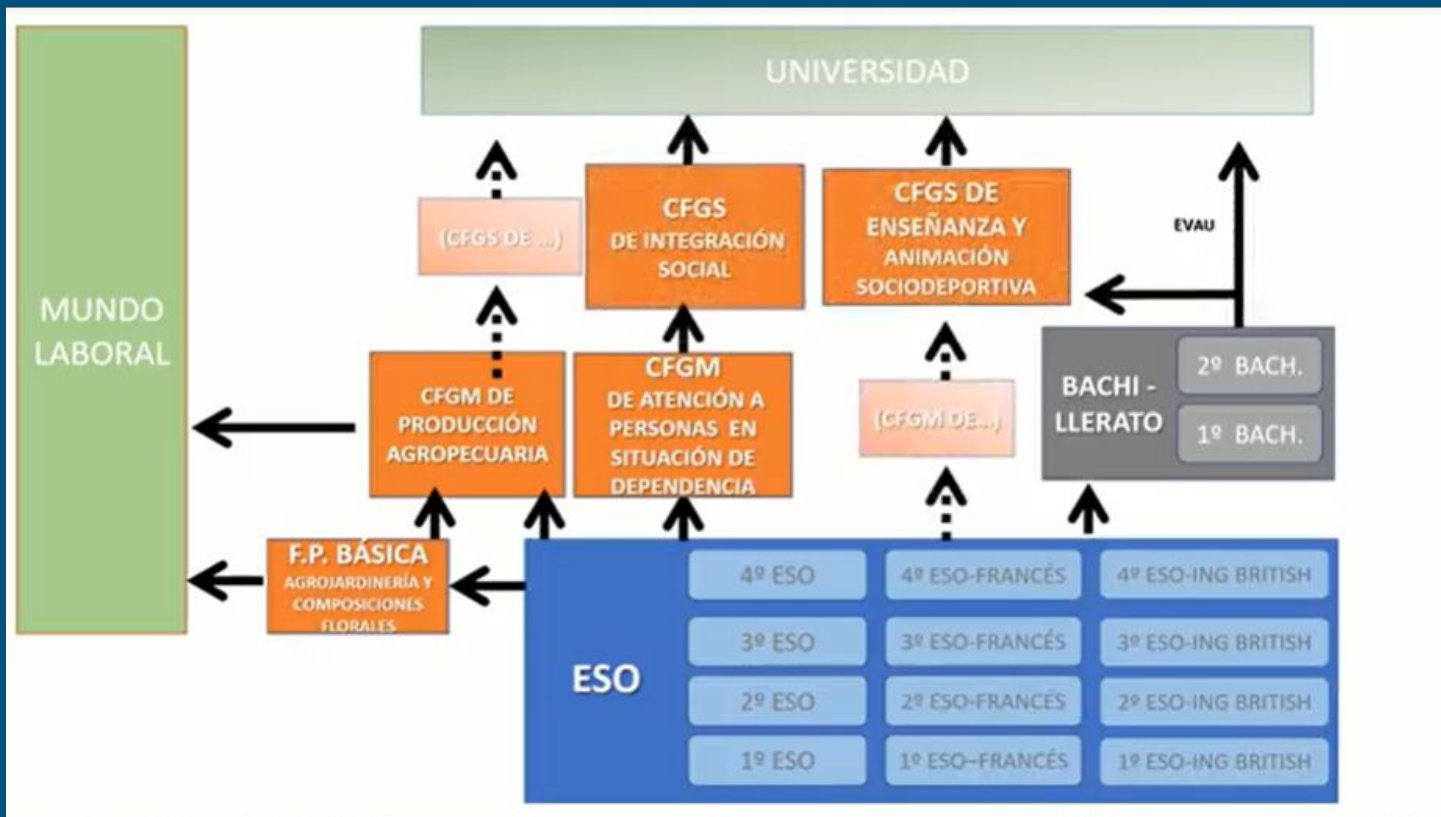 UNIVERSIDAD
MUNDO
LABORAL
(CFGS DE ...)
CFGS
DE INTEGRACIÓN
SOCIAL
CFGS DE
ENSEÑANZA Y
ANIMACIÓN
SOCIODEPORTIVA
EVAU
CFGM DE
PRODUCCIÓN
AGROPECUARIA
CFGM
DE ATENCIÓN A
PERSONAS EN
SITUACIÓN DE
DEPENDENCIA
(CFGM DE...)
BACHI -
LLERATO
2º BACH.
1º BACH.
F.P. BÁSICA
AGROJARDINERÍA Y
COMPOSICIONES
FLORALES
ESO
4º ESO
4º ESO-FRANCÉS
4º ESO-ING BRITISH
3º ESO
3º ESO-FRANCÉS
3º ESO-ING BRITISH
2º ESO
2º ESO-FRANCÉS
2º ESO-ING BRITISH
1º ESO
1º ESO–FRANCÉS
1º ESO-ING BRITISH